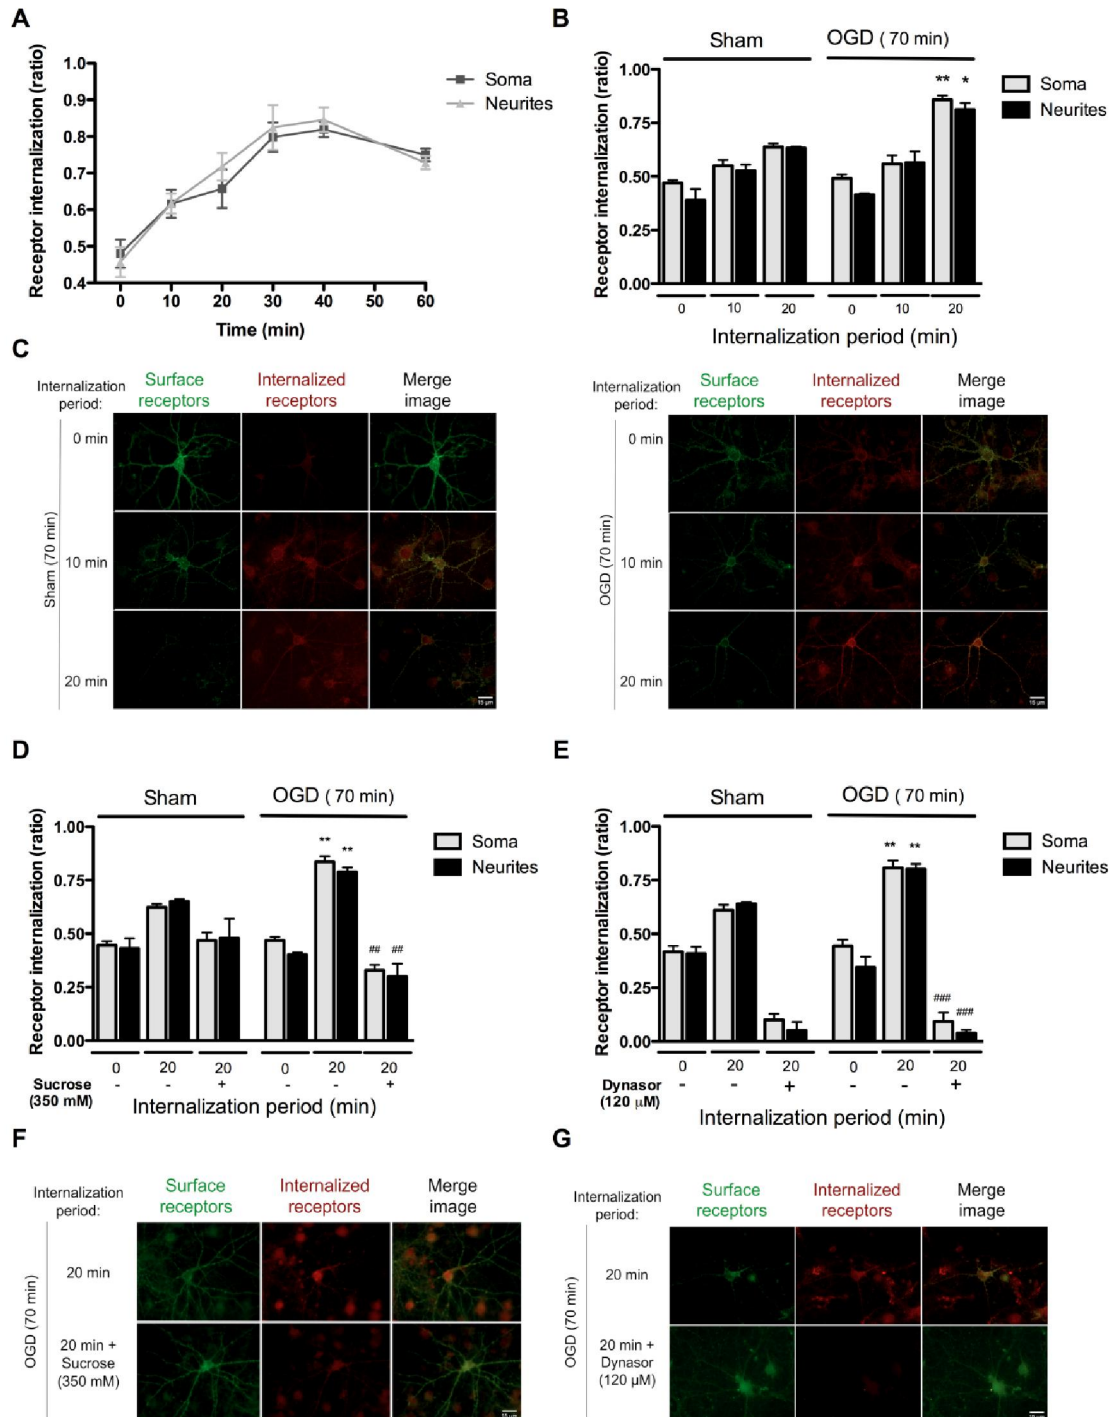 A
Receptor internalization (ratio)
1.0
0.9
0.8
0.7
0.6
0.5
0.4
0 10 20 30 40 50 60
Time (min)
Soma
Neurites
B
Sham OGD ( 70 min)
Receptor internalization (ratio)
1.00
0.75
0.50
0.25
0.00
** *
Soma
Neurites
0 10 20 0 10 20
Internalization period (min)
C
Internalization period:
Surface receptors
Internalized receptors
Merge image
Sham (70 min)
0 min
10 min
20 min
Internalization period:
Surface receptors
Internalized receptors
Merge image
OGD (70 min)
0 min
10 min
20 min
D
Sham OGD ( 70 min)
Receptor internalization (ratio)
1.00
0.75
0.50
0.25
0.00
** **
## ##
Soma
Neurites
0 20 20 0 20 20
Sucrose - - + - - +
(350 mM)
Internalization period (min)
E
Sham OGD ( 70 min)
Receptor internalization (ratio)
1.00
0.75
0.50
0.25
0.00
** **
### ###
Soma
Neurites
0 20 20 0 20 20
Dynasor - - + - - +
(120 µM)
Internalization period (min)
F
Internalization period:
Surface receptors
Internalized receptors
Merge image
OGD (70 min)
20 min
20 min +
Sucrose
(350 mM)
G
Internalization period:
Surface receptors
Internalized receptors
Merge image
OGD (70 min)
20 min
20 min +
Dynasor
(120 µM)